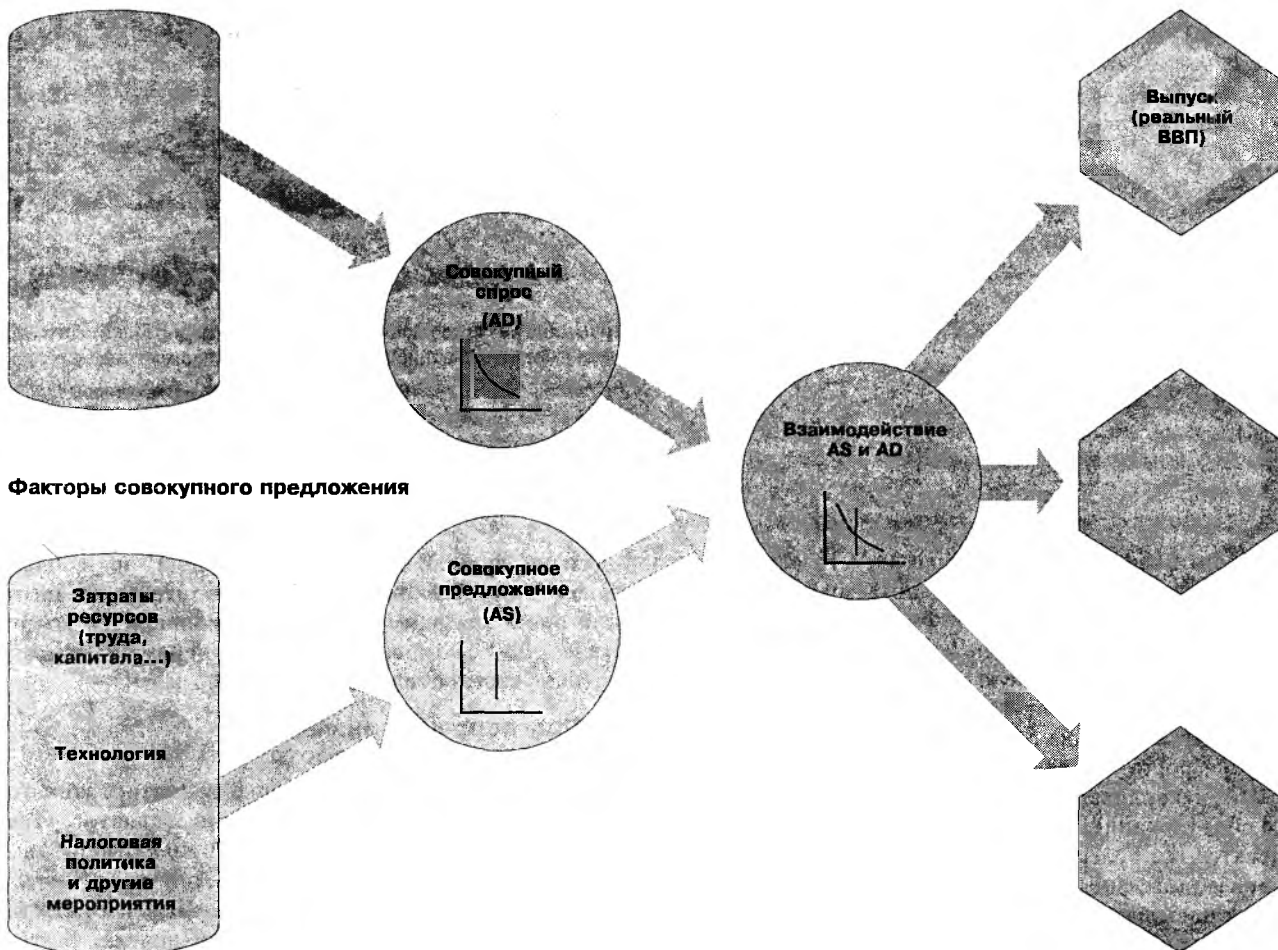 Выпуск
(реальный
ВВП)
Совокупный
спрос
(AD)
Взаимодействие
AS и AD
Факторы совокупного предложения
Совокупное
предложение
(AS)
Затраты
ресурсов
(труда,
капитала...)
Технология
Налоговая
политика
и другие
мероприятия